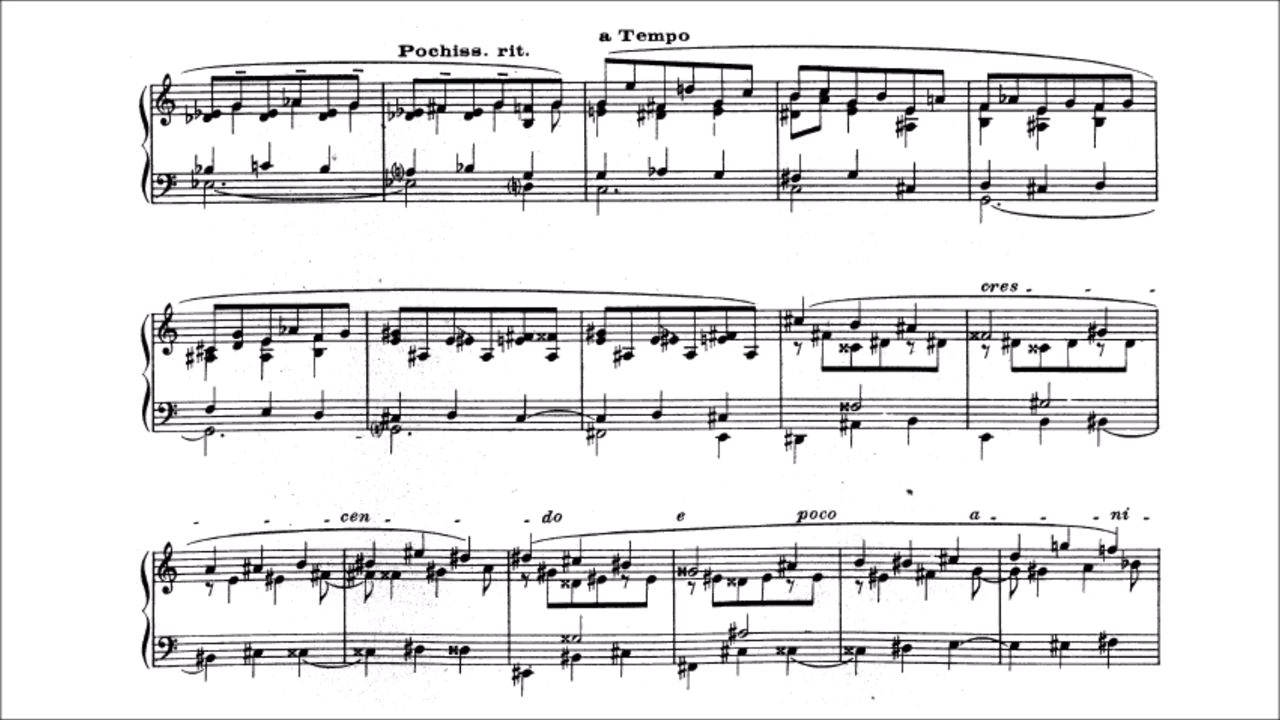 Pochiss. rit.
a Tempo
cres - - -
- - - cen - - - do e poco a - - - ni -